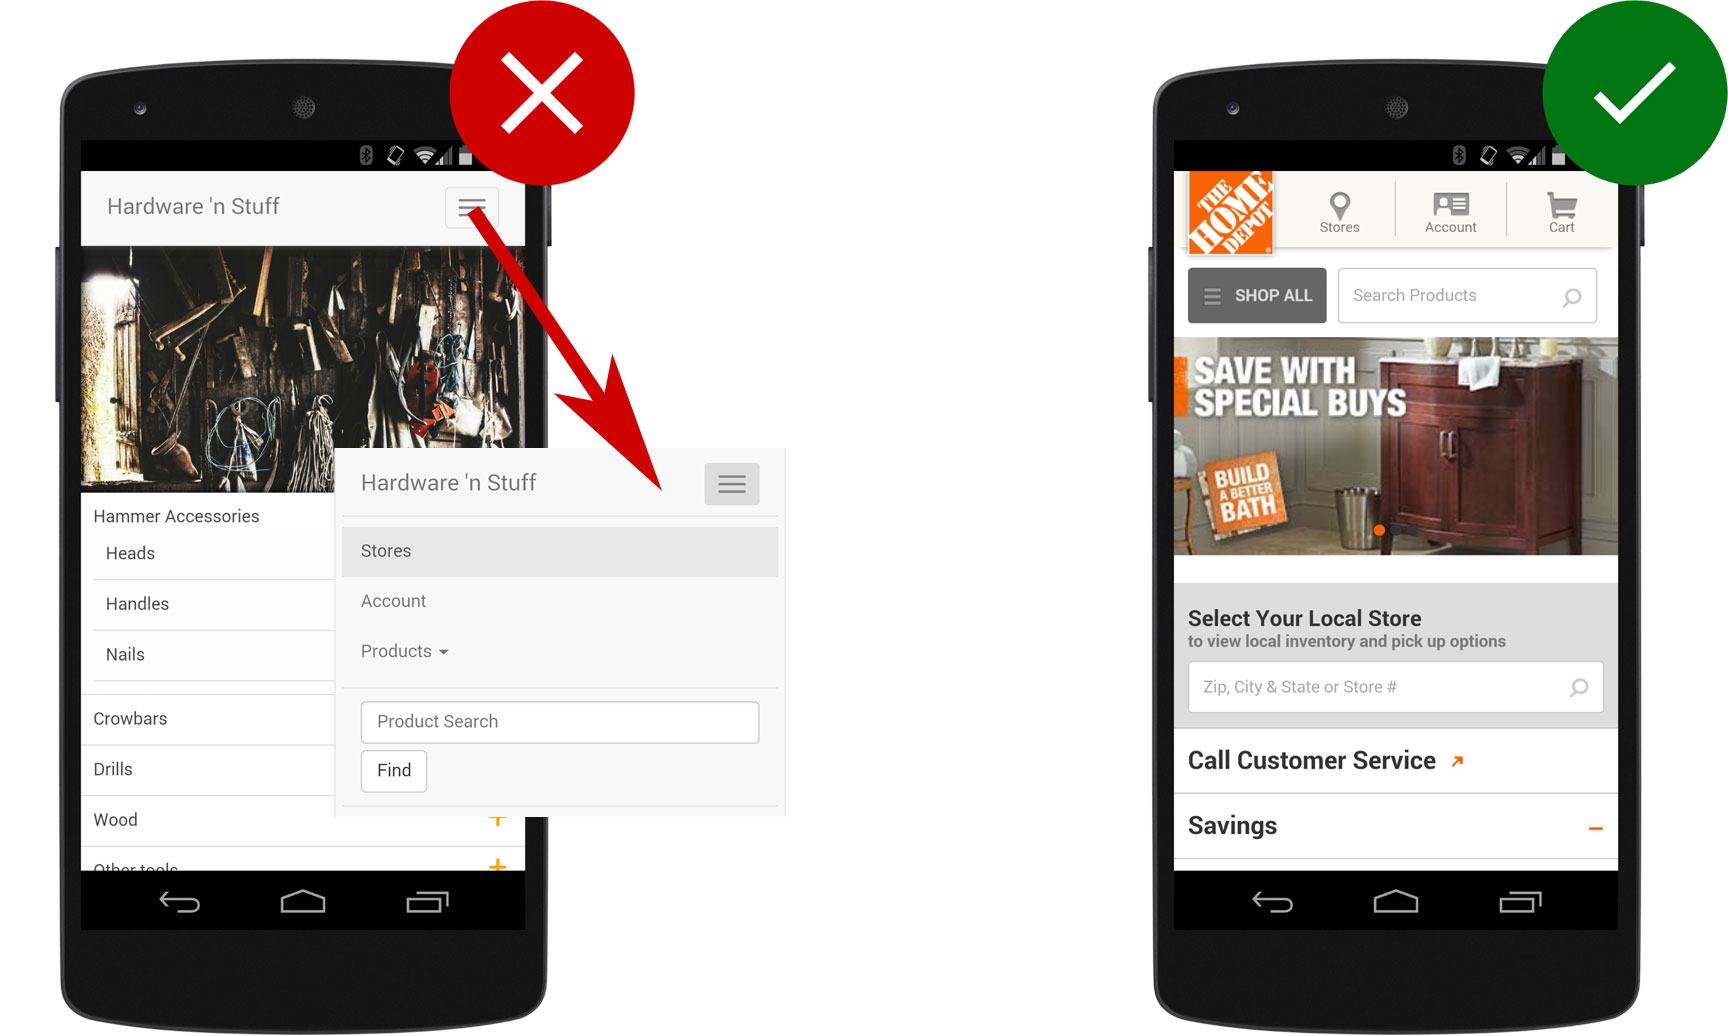 Hardware 'n Stuff
Hammer Accessories
Heads
Handles
Nails
Crowbars
Drills
Wood
Other tools
Hardware 'n Stuff
Stores
Account
Products
Product Search
Find
THE
HOME
DEPOT
Stores
Account
Cart
SHOP ALL
Search Products
SAVE WITH
SPECIAL BUYS
BUILD
A BETTER
BATH
Select Your Local Store
to view local inventory and pick up options
Zip, City & State or Store #
Call Customer Service
Savings